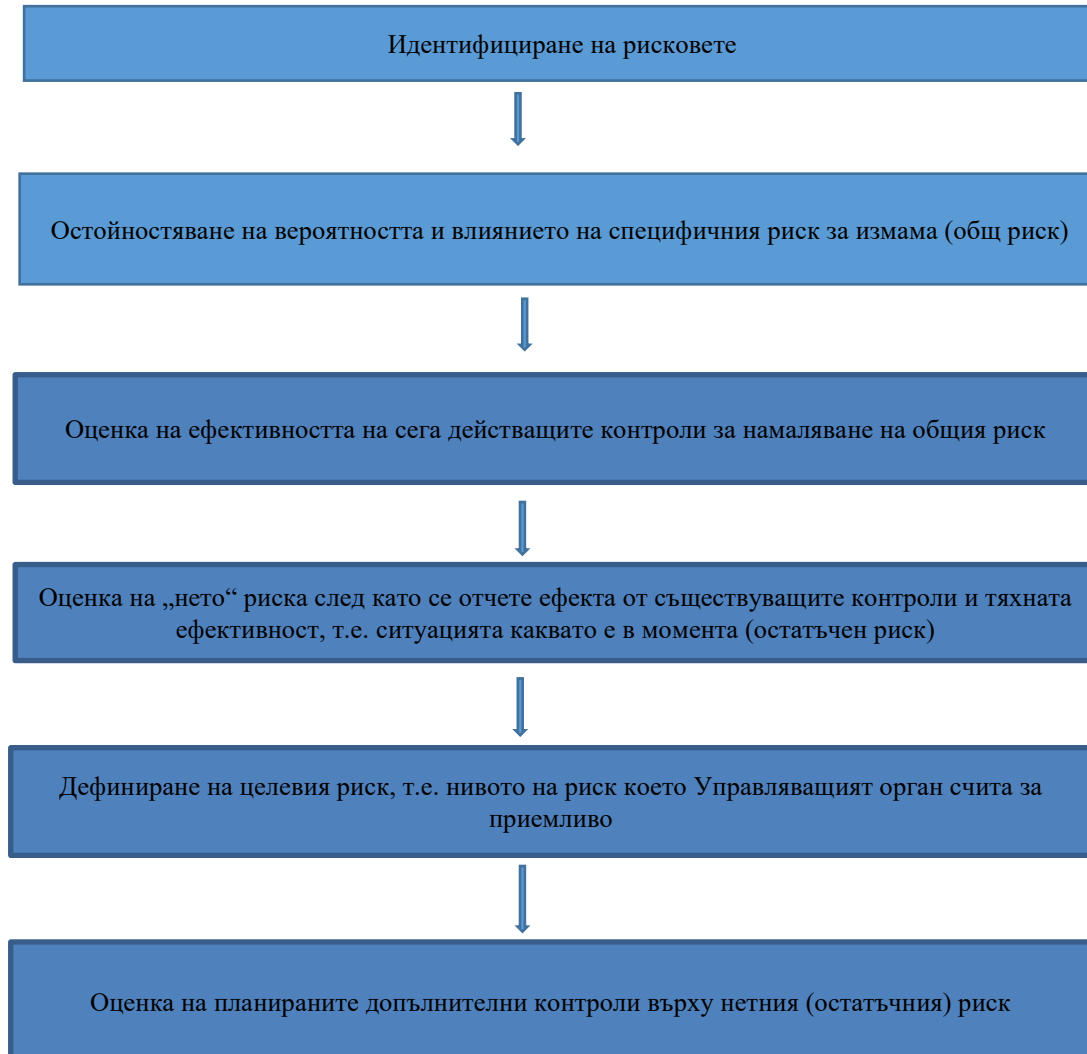 Идентифициране на рисковете
Остойностяване на вероятността и влиянието на специфичния риск за измама (общ риск)
Оценка на ефективността на сега действащите контроли за намаляване на общия риск
Оценка на „нето“ риска след като се отчете ефекта от съществуващите контроли и тяхната
ефективност, т.е. ситуацията каквато е в момента (остатъчен риск)
Дефиниране на целевия риск, т.е. нивото на риск което Управляващият орган счита за
приемливо
Оценка на планираните допълнителни контроли върху нетния (остатъчния) риск